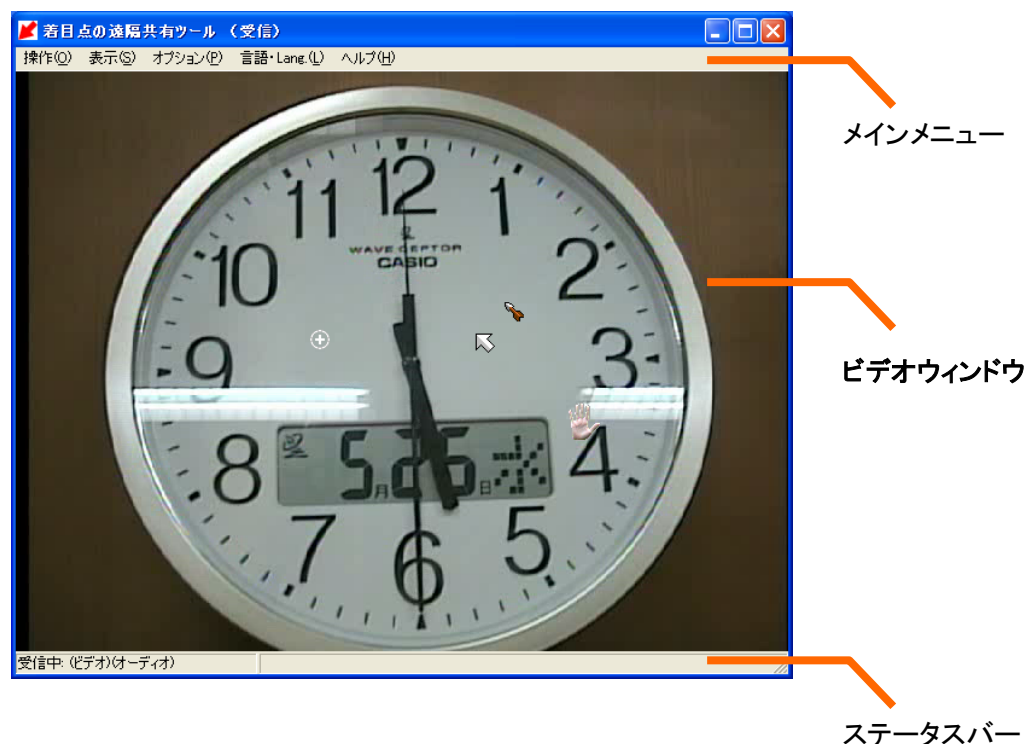 着目点の遠隔共有ツール （受信）
操作(O) 表示(S) オプション(P) 言語・Lang.(L) ヘルプ(H)
メインメニュー
12
11 1
WAVE CEPTOR
CASIO
10 2
9 3
ビデオウィンドウ
8 5月26日 水 4
7 5
6
受信中: (ビデオ)(オーディオ)
ステータスバー